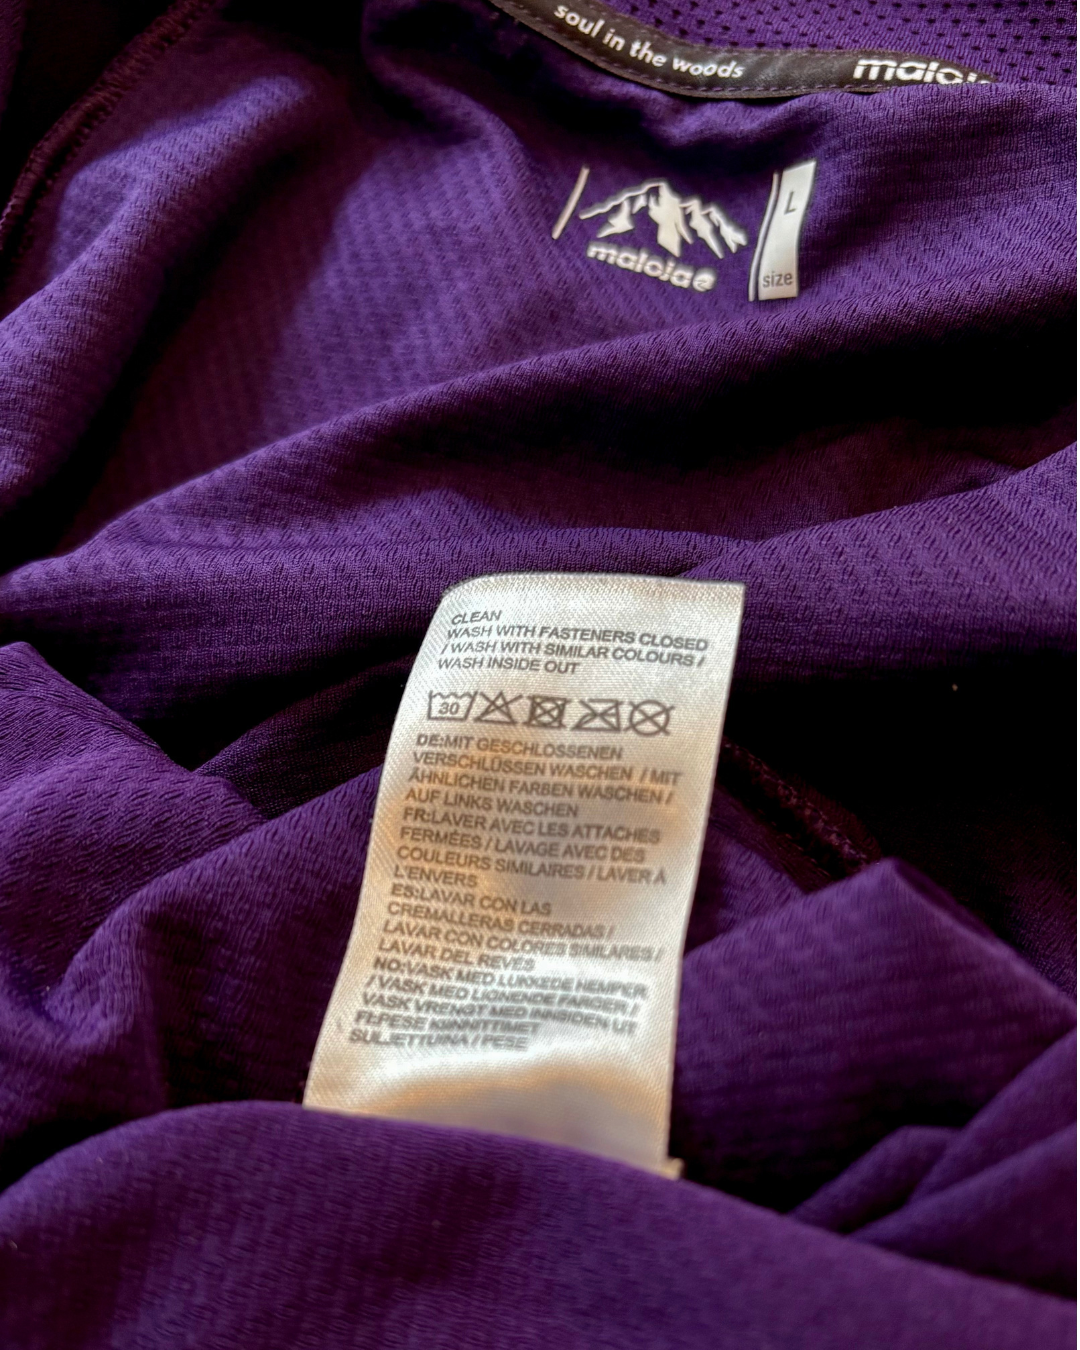 soul in the woods
maloja
L
maloja
size
CLEAN
WASH WITH FASTENERS CLOSED
/ WASH WITH SIMILAR COLOURS /
WASH INSIDE OUT
30
DE:MIT GESCHLOSSENEN
VERSCHLÜSSEN WASCHEN / MIT
ÄHNLICHEN FARBEN WASCHEN /
AUF LINKS WASCHEN
FR:LAVER AVEC LES ATTACHES
FERMÉES / LAVAGE AVEC DES
COULEURS SIMILAIRES / LAVER À
L'ENVERS
ES:LAVAR CON LAS
CREMALLERAS CERRADAS /
LAVAR CON COLORES SIMILARES /
LAVAR DEL REVÉS
NO:VASK MED LUKKEDE HEMPER
/ VASK MED LIGNENDE FARGER /
VASK VRENGT MED INNSIDEN UT
FI:PESE KIINNITTIMET
SULJETTUINA / PESE